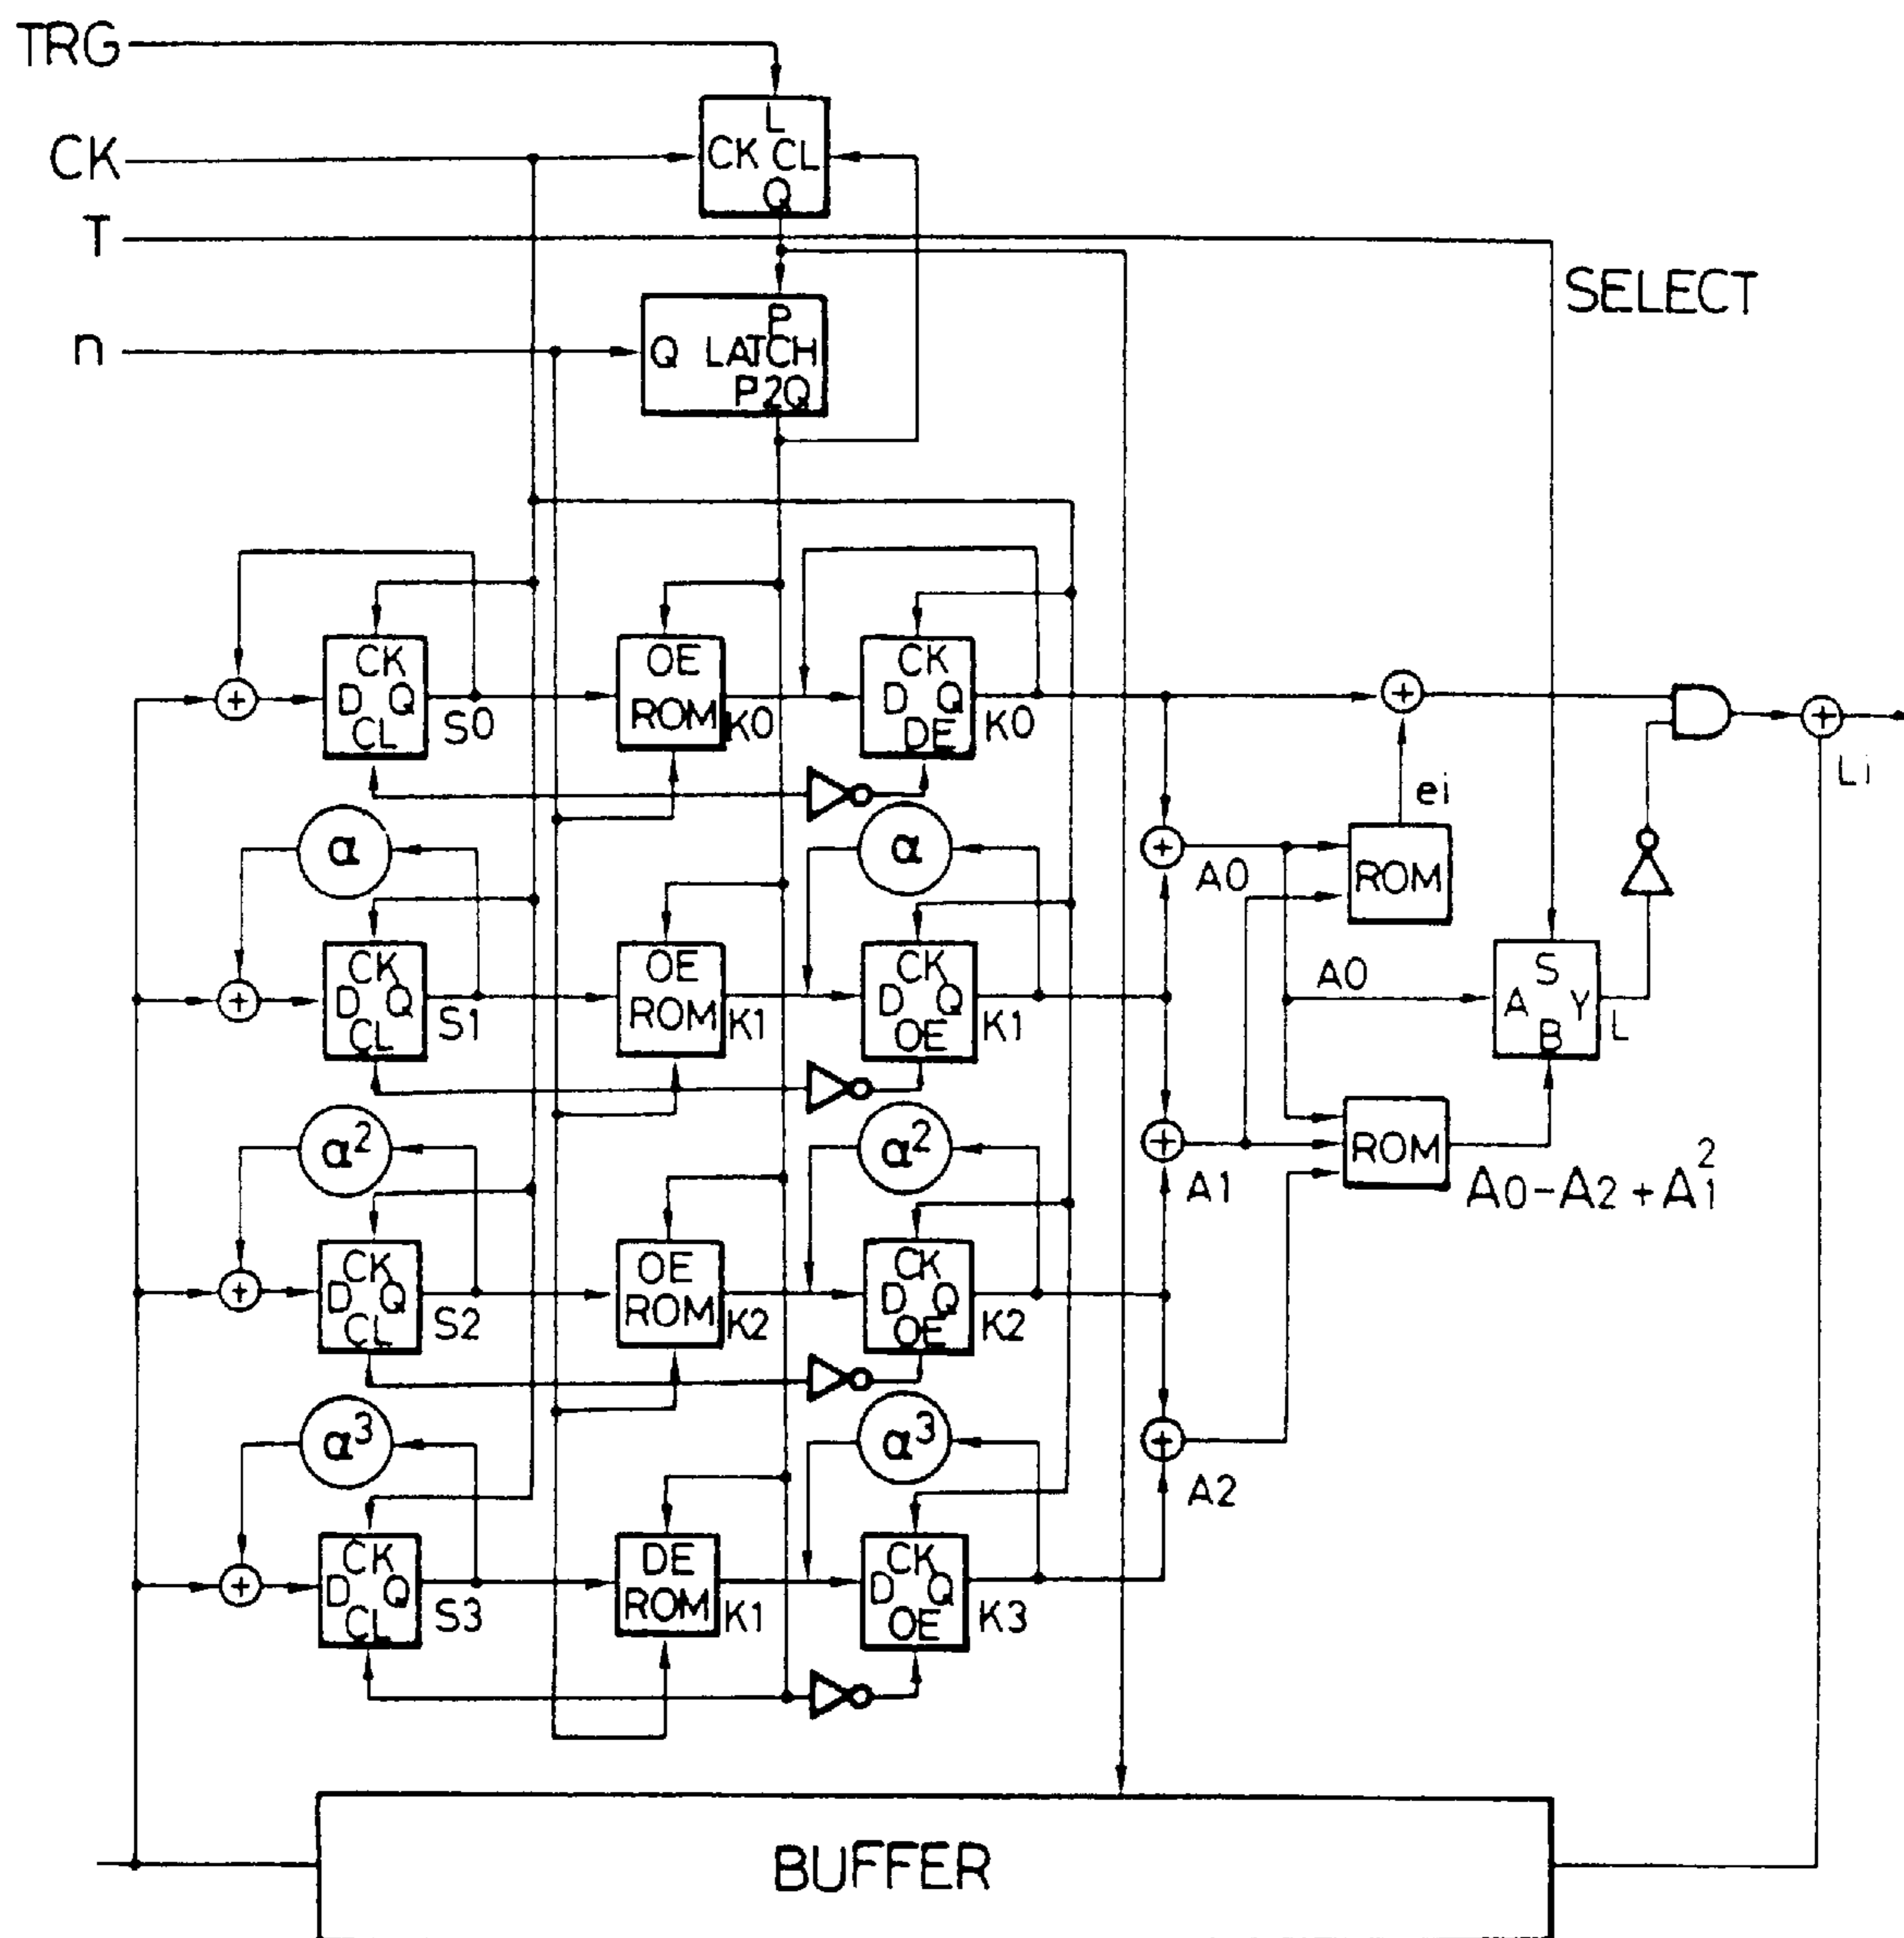 TRG
L
CK
CK CL
Q
T
SELECT
P
n
Q LATCH
P2Q
CK
D Q
CL
S0
OE
ROM
K0
CK
D Q
DE
K0
Li
ei
α
α
A0
ROM
CK
D Q
CL
S1
OE
ROM
K1
CK
D Q
OE
K1
A0
S
A Y
B
L
α2
α2
A1
ROM
A0-A2+A1 2
CK
D Q
CL
S2
OE
ROM
K2
CK
D Q
OE
K2
α3
α3
A2
CK
D Q
CL
S3
DE
ROM
K1
CK
D Q
OE
K3
BUFFER